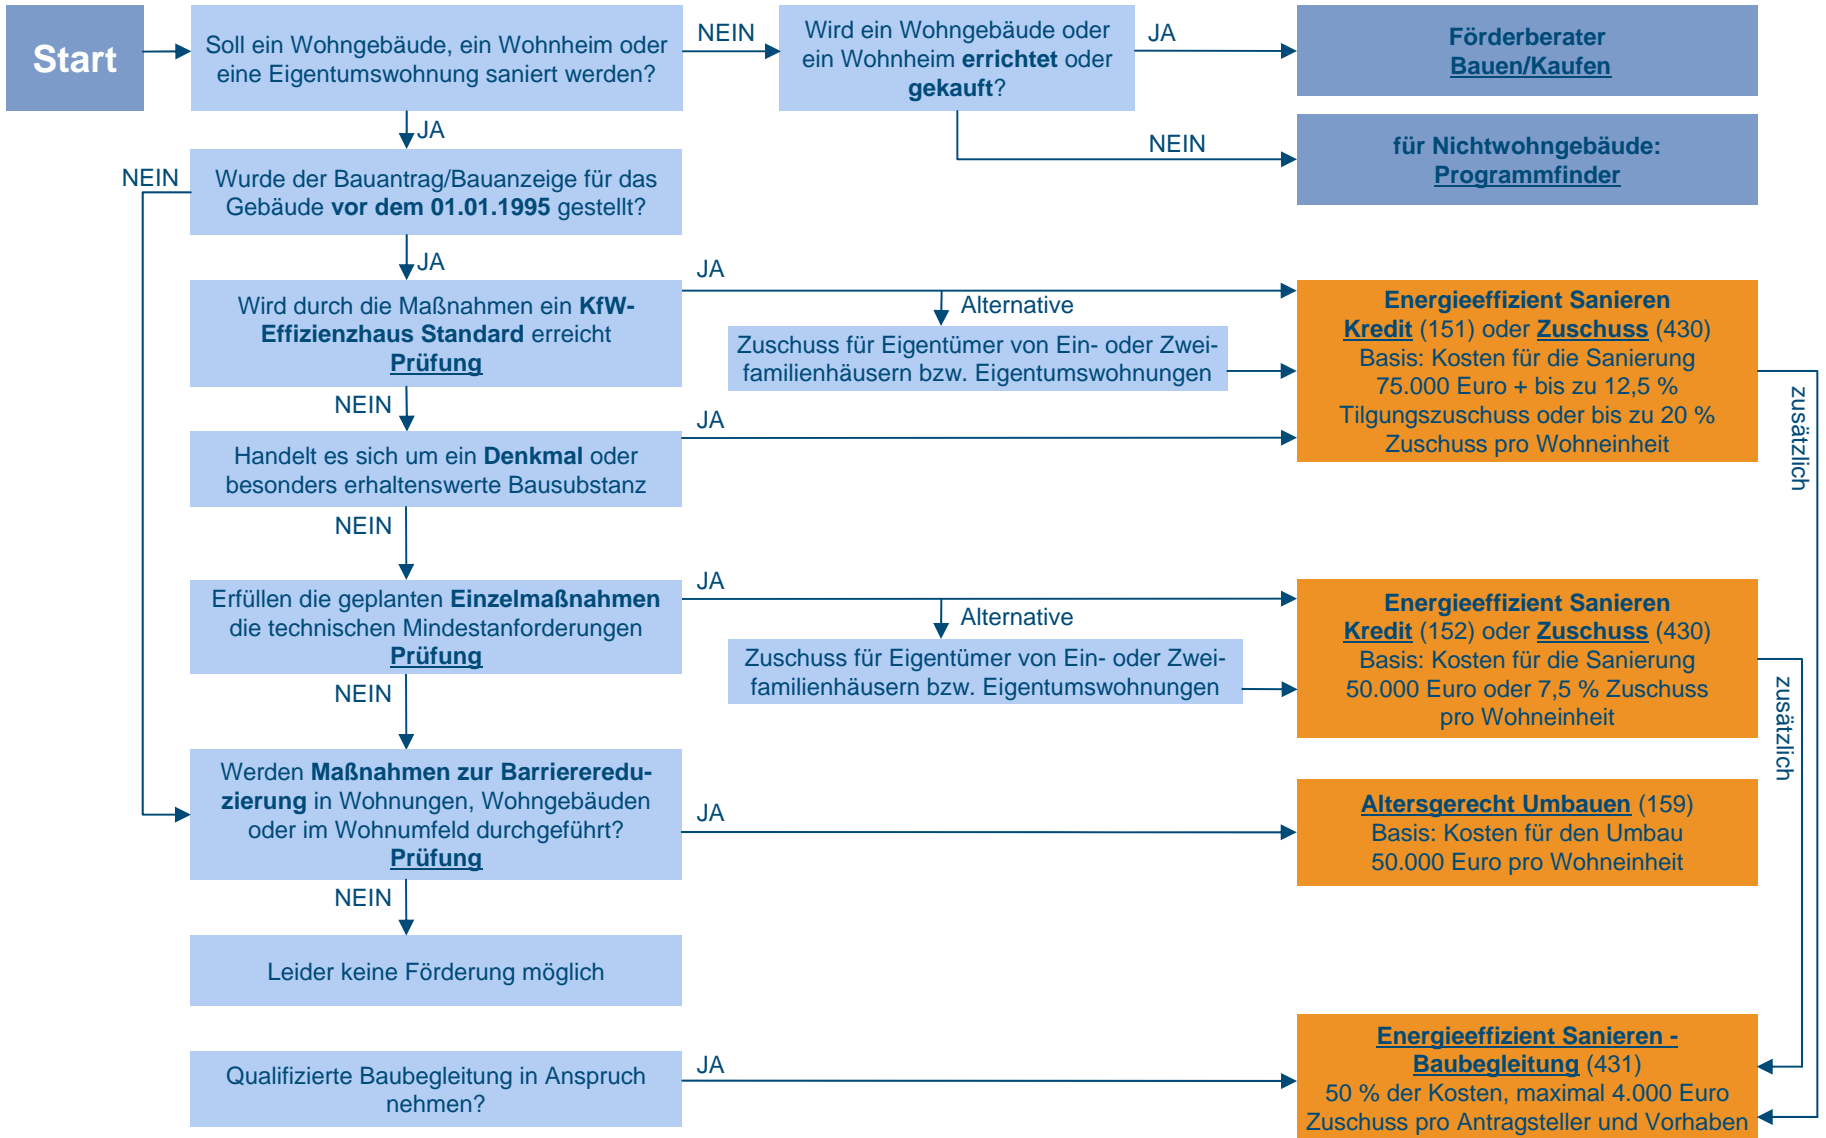 Start
Soll ein Wohngebäude, ein Wohnheim oder
eine Eigentumswohnung saniert werden?
NEIN
Wird ein Wohngebäude oder
ein Wohnheim errichtet oder
gekauft?
JA
Förderberater
Bauen/Kaufen
JA
NEIN
für Nichtwohngebäude:
Programmfinder
NEIN
Wurde der Bauantrag/Bauanzeige für das
Gebäude vor dem 01.01.1995 gestellt?
JA
Wird durch die Maßnahmen ein KfW-
Effizienzhaus Standard erreicht
Prüfung
JA
Alternative
Zuschuss für Eigentümer von Ein- oder Zwei-
familienhäusern bzw. Eigentumswohnungen
Energieeffizient Sanieren
Kredit (151) oder Zuschuss (430)
Basis: Kosten für die Sanierung
75.000 Euro + bis zu 12,5 %
Tilgungszuschuss oder bis zu 20 %
Zuschuss pro Wohneinheit
zusätzlich
NEIN
JA
Handelt es sich um ein Denkmal oder
besonders erhaltenswerte Bausubstanz
NEIN
Erfüllen die geplanten Einzelmaßnahmen
die technischen Mindestanforderungen
Prüfung
JA
Alternative
Zuschuss für Eigentümer von Ein- oder Zwei-
familienhäusern bzw. Eigentumswohnungen
Energieeffizient Sanieren
Kredit (152) oder Zuschuss (430)
Basis: Kosten für die Sanierung
50.000 Euro oder 7,5 % Zuschuss
pro Wohneinheit
zusätzlich
NEIN
Werden Maßnahmen zur Barrieredu-
zierung in Wohnungen, Wohngebäuden
oder im Wohnumfeld durchgeführt?
Prüfung
JA
Altersgerecht Umbauen (159)
Basis: Kosten für den Umbau
50.000 Euro pro Wohneinheit
NEIN
Leider keine Förderung möglich
Qualifizierte Baubegleitung in Anspruch
nehmen?
JA
Energieeffizient Sanieren -
Baubegleitung (431)
50 % der Kosten, maximal 4.000 Euro
Zuschuss pro Antragsteller und Vorhaben